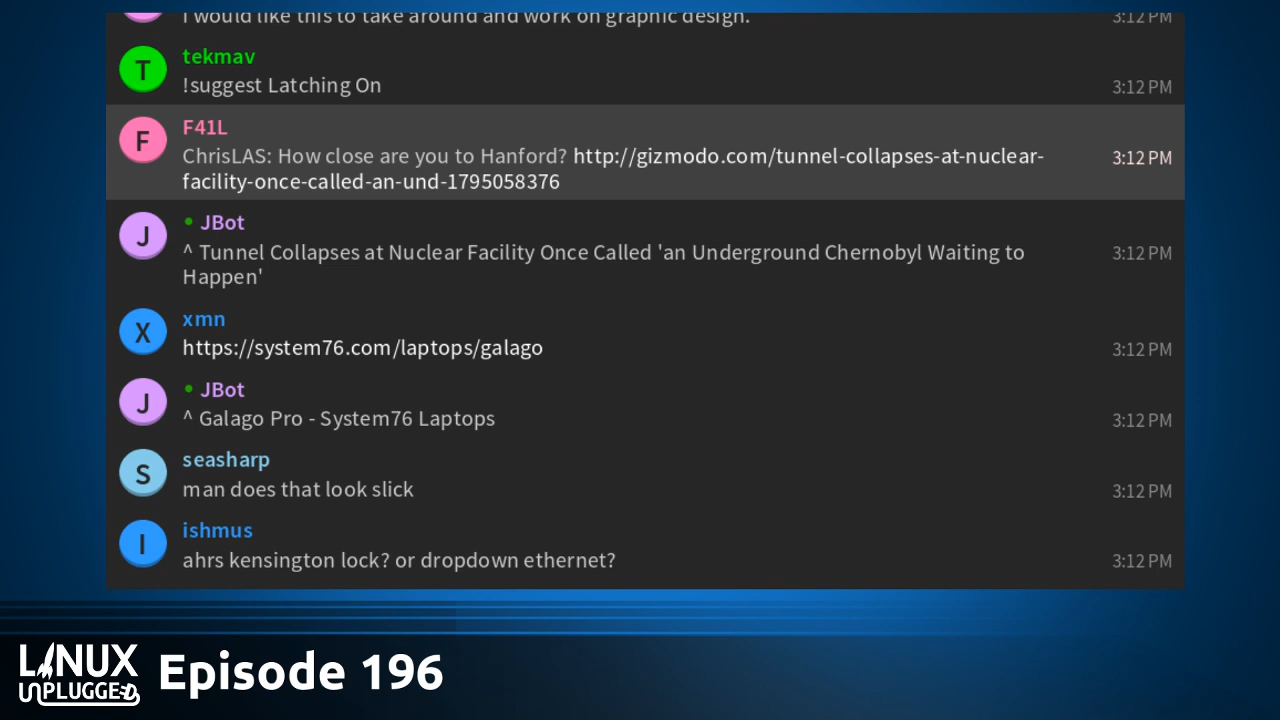 I would like this to take around and work on graphic design.
3:12 PM
tekmav
T
!suggest Latching On
3:12 PM
F41L
F
ChrisLAS: How close are you to Hanford? http://gizmodo.com/tunnel-collapses-at-nuclear-
3:12 PM
facility-once-called-an-und-1795058376
JBot
J
^ Tunnel Collapses at Nuclear Facility Once Called 'an Underground Chernobyl Waiting to
3:12 PM
Happen'
xmn
X
https://system76.com/laptops/galago
3:12 PM
JBot
J
^ Galago Pro - System76 Laptops
3:12 PM
seasharp
S
man does that look slick
3:12 PM
ishmus
I
ahrs kensington lock? or dropdown ethernet?
3:12 PM
LINUX
UNPLUGGED
Episode 196